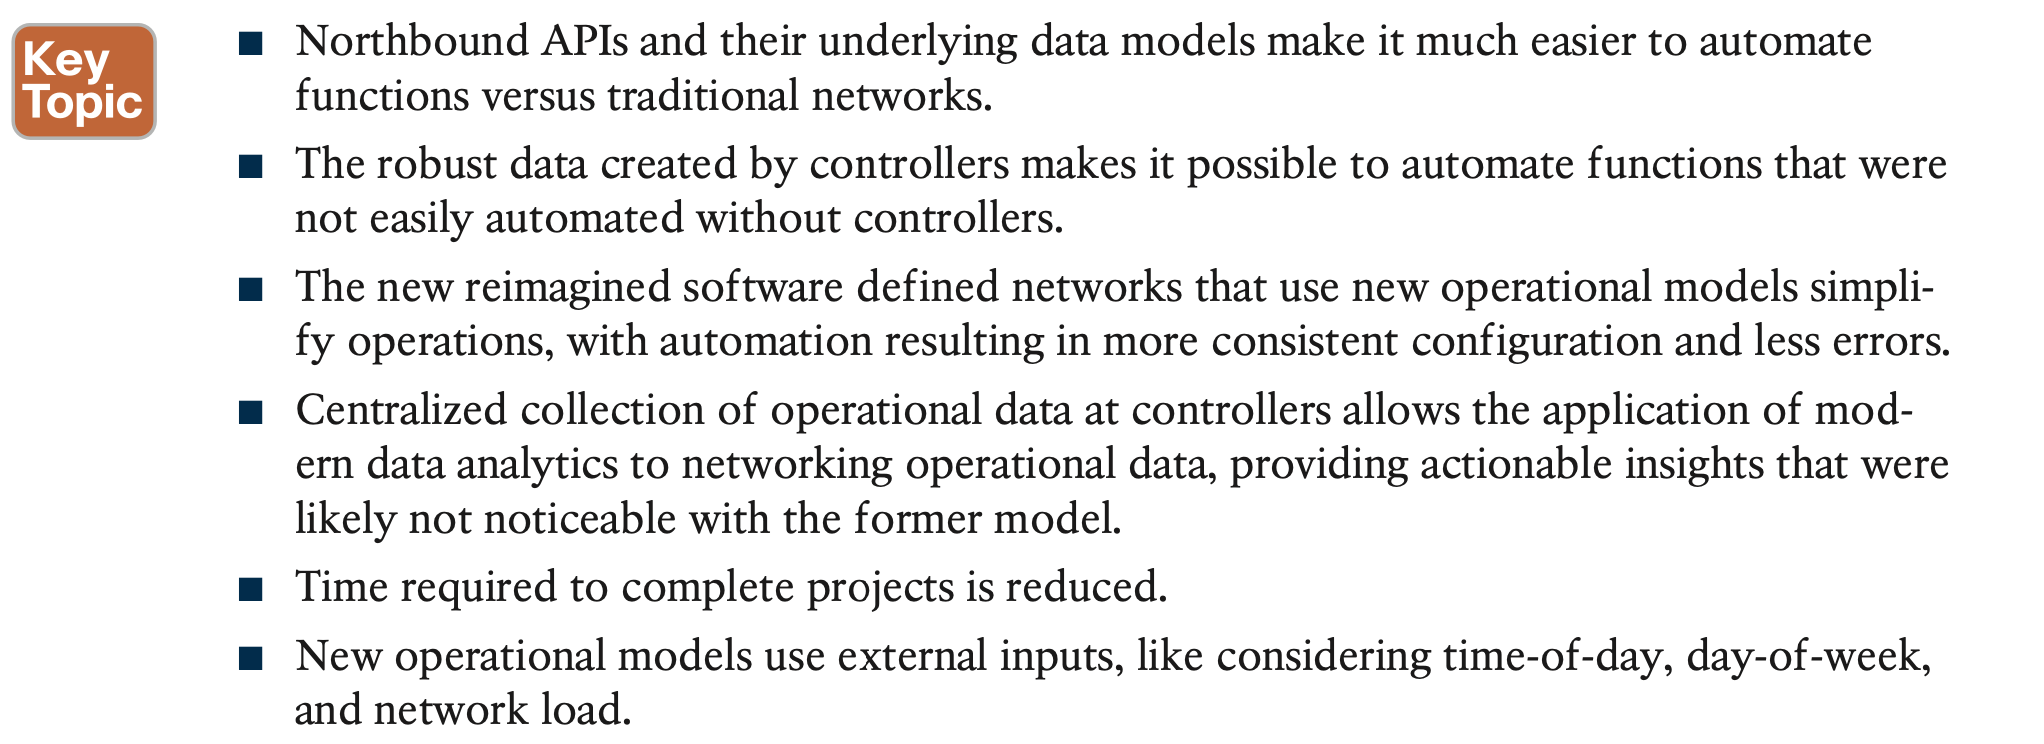 Key
Topic
■ Northbound APIs and their underlying data models make it much easier to automate
functions versus traditional networks.
■ The robust data created by controllers makes it possible to automate functions that were
not easily automated without controllers.
■ The new reimagined software defined networks that use new operational models simpli-
fy operations, with automation resulting in more consistent configuration and less errors.
■ Centralized collection of operational data at controllers allows the application of mod-
ern data analytics to networking operational data, providing actionable insights that were
likely not noticeable with the former model.
■ Time required to complete projects is reduced.
■ New operational models use external inputs, like considering time-of-day, day-of-week,
and network load.